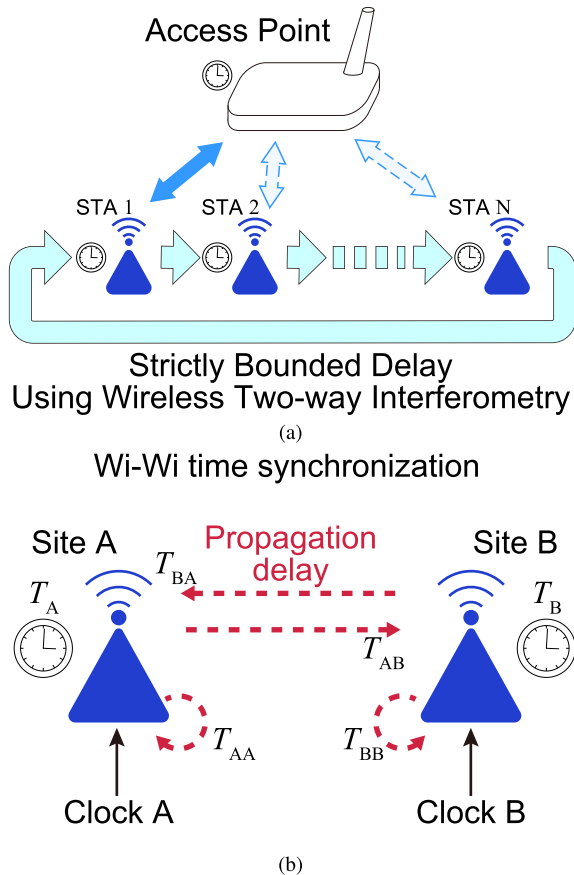 Access Point
STA 1
STA 2
STA N
Strictly Bounded Delay
Using Wireless Two-way Interferometry
(a)
Wi-Wi time synchronization
Site A
Propagation
delay
Site B
T_A
T_BA
T_B
T_AB
T_AA
T_BB
Clock A
Clock B
(b)